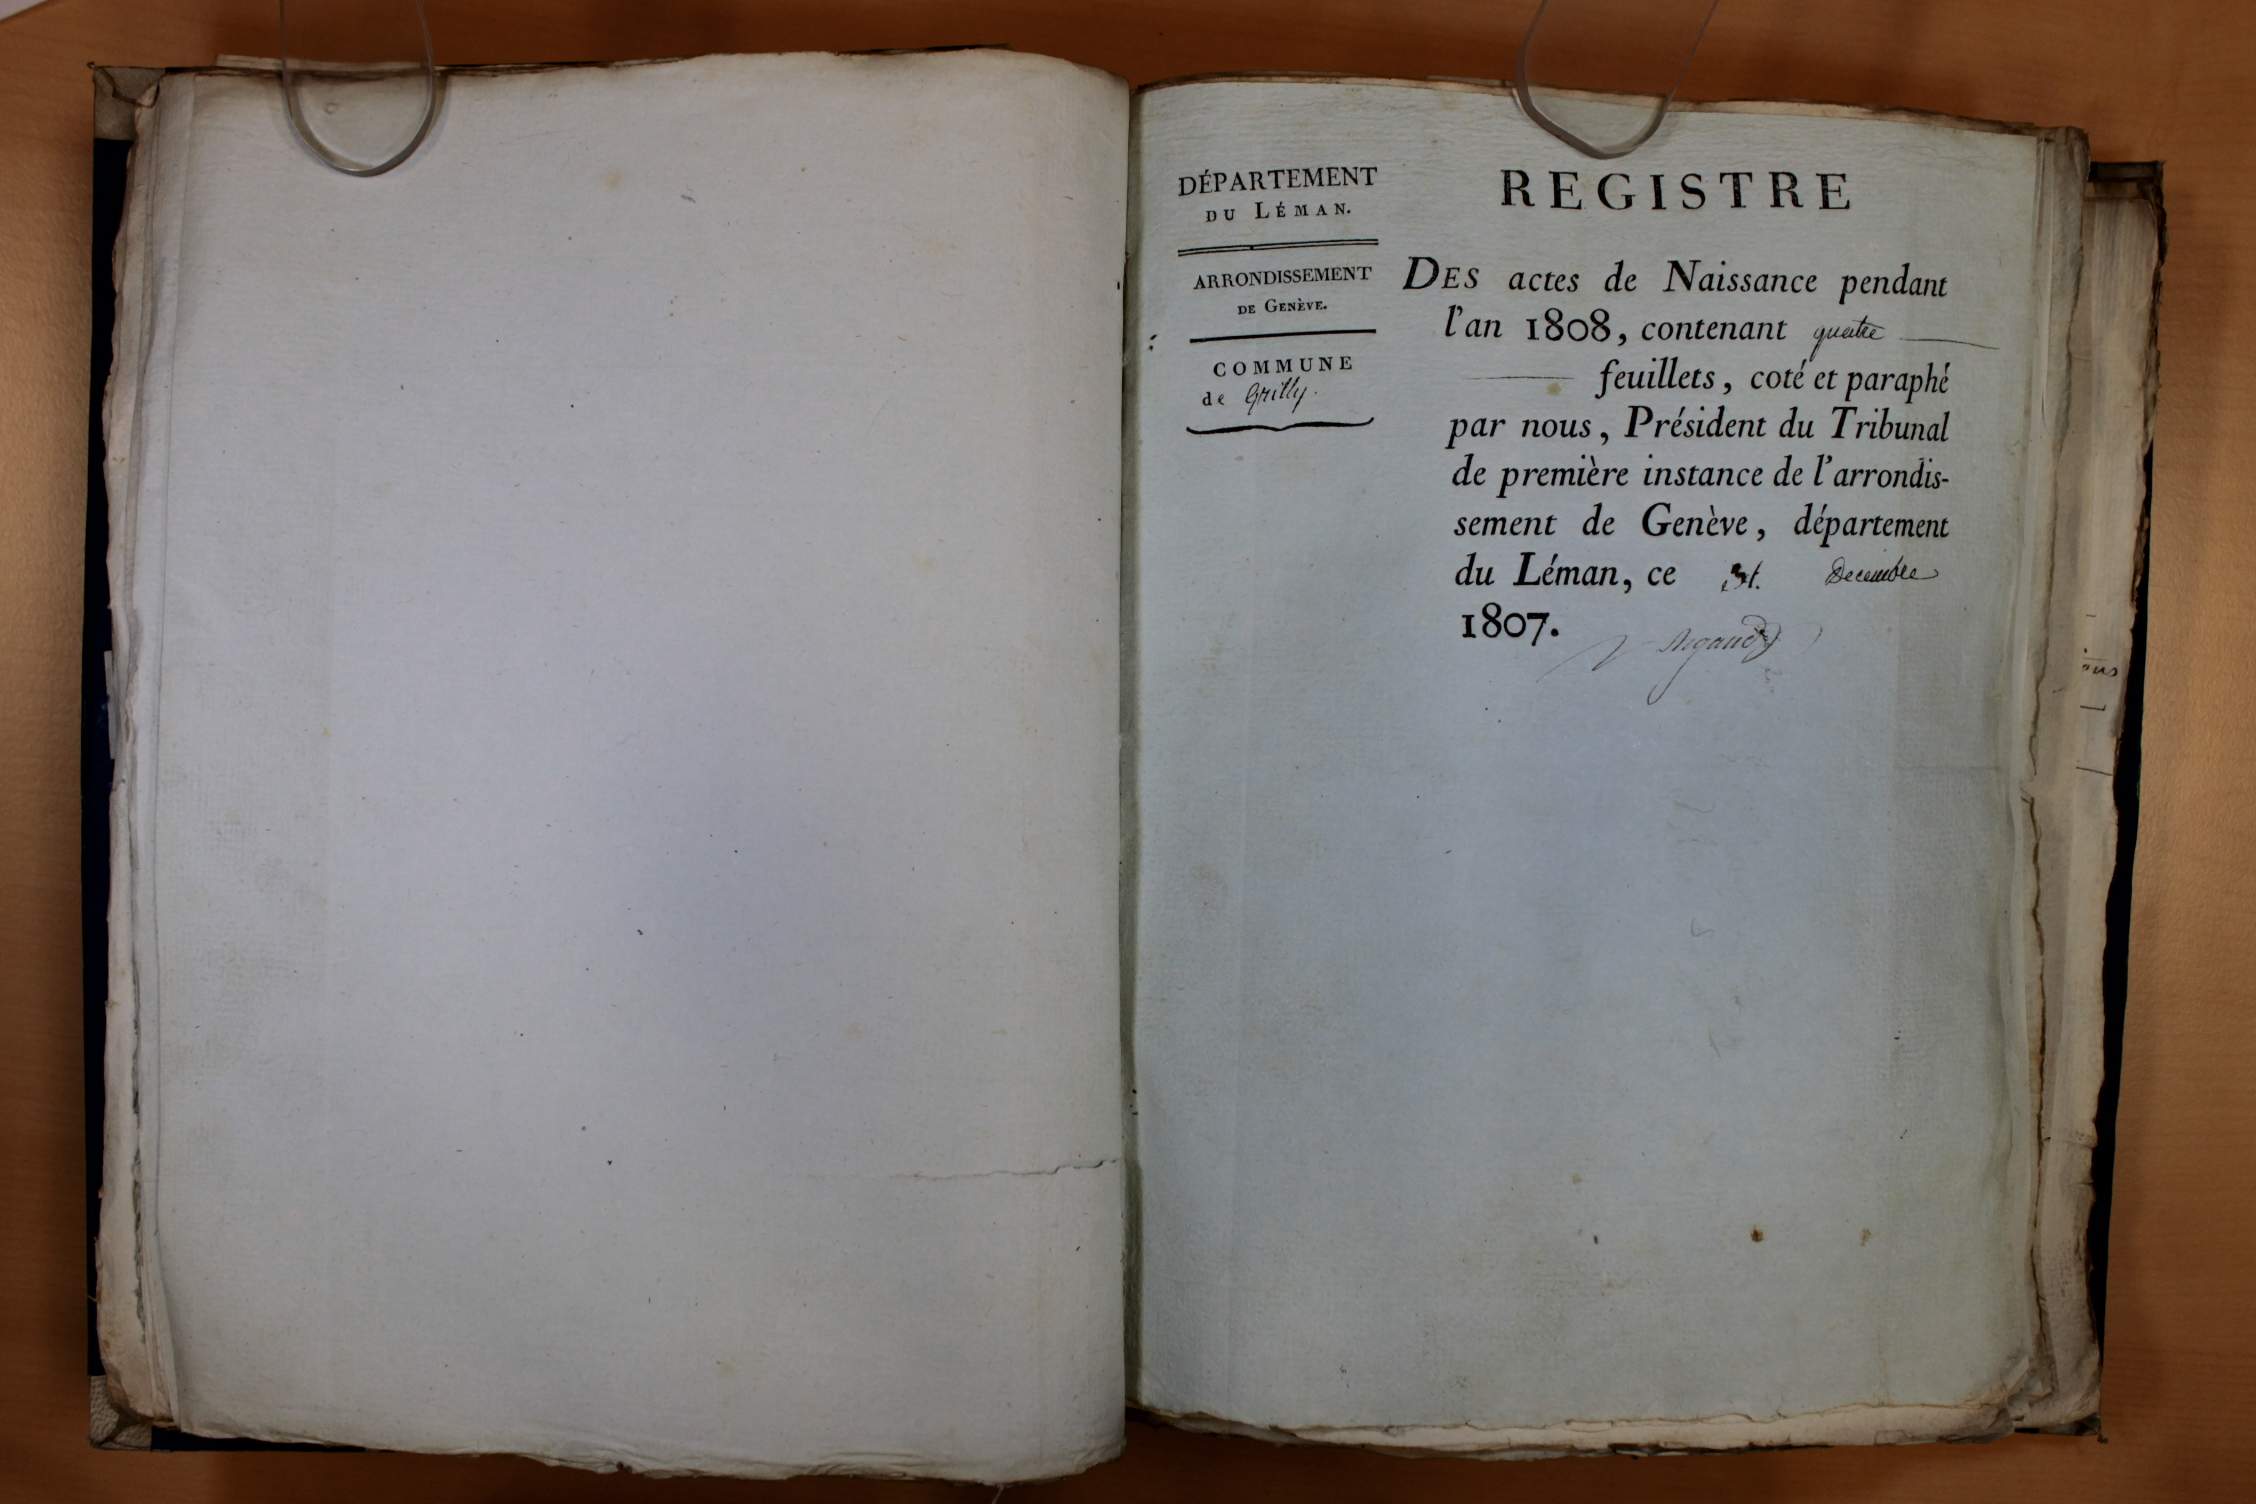 DÉPARTEMENT
DU LÉMAN.
ARRONDISSEMENT
DE GENÈVE.
COMMUNE
de Grilly.
REGISTRE
DES actes de Naissance pendant
l'an 1808, contenant quatre
feuillets, coté et paraphé
par nous, Président du Tribunal
de première instance de l'arrondis-
sement de Genève, département
du Léman, ce 31. Decembre
1807.